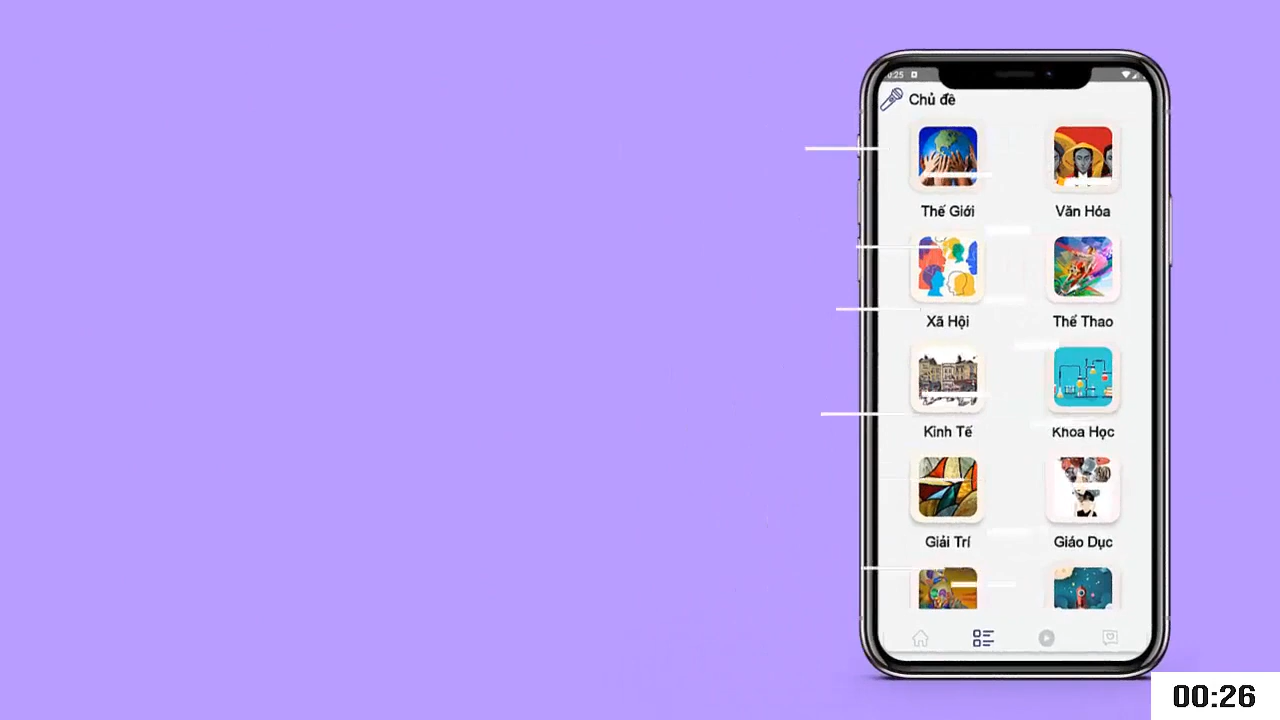 Chủ đề
Thế Giới
Văn Hóa
Xã Hội
Thể Thao
Kinh Tế
Khoa Học
Giải Trí
Giáo Dục
00:26